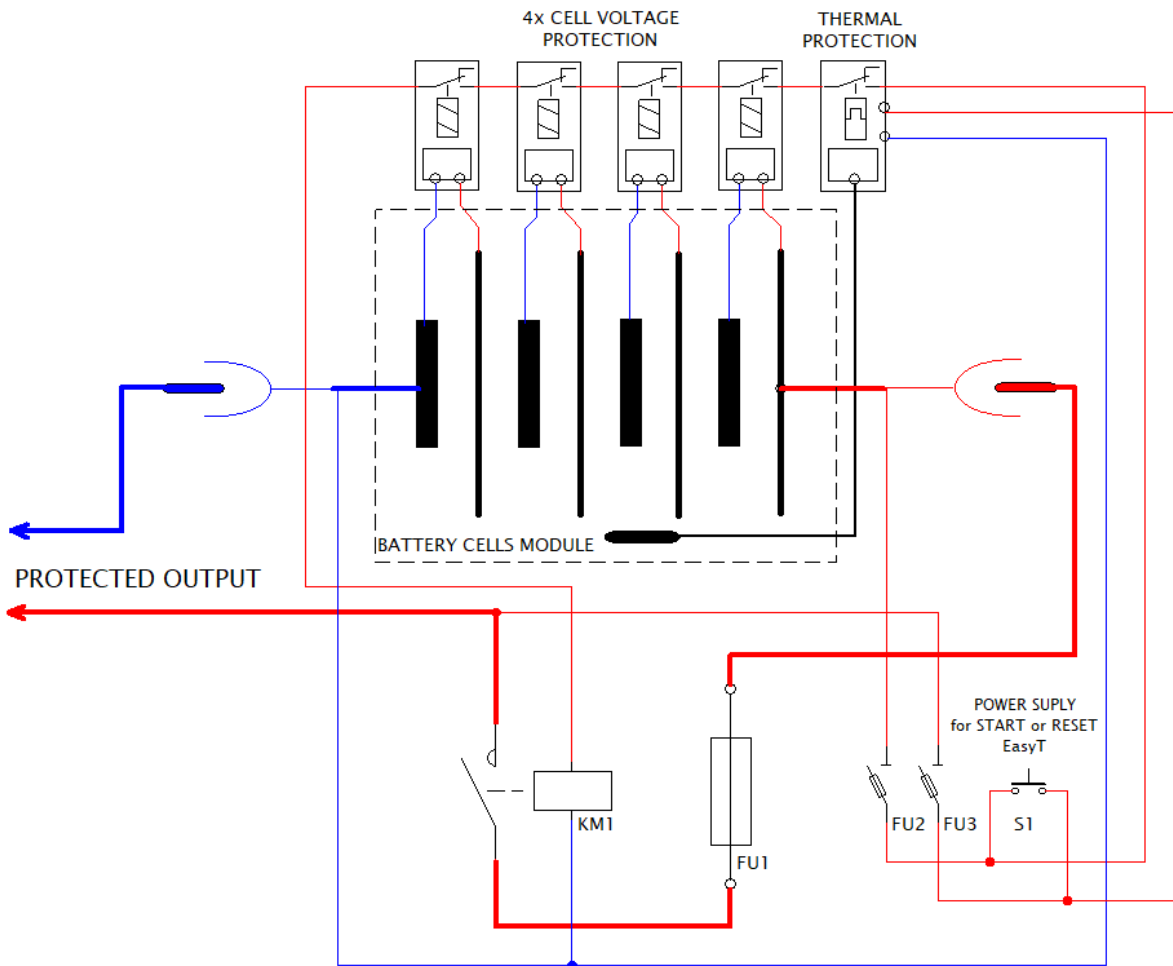 4x CELL VOLTAGE
PROTECTION
THERMAL
PROTECTION
BATTERY CELLS MODULE
PROTECTED OUTPUT
POWER SUPLY
for START or RESET
EasyT
KM1
FU1
FU2
FU3
S1